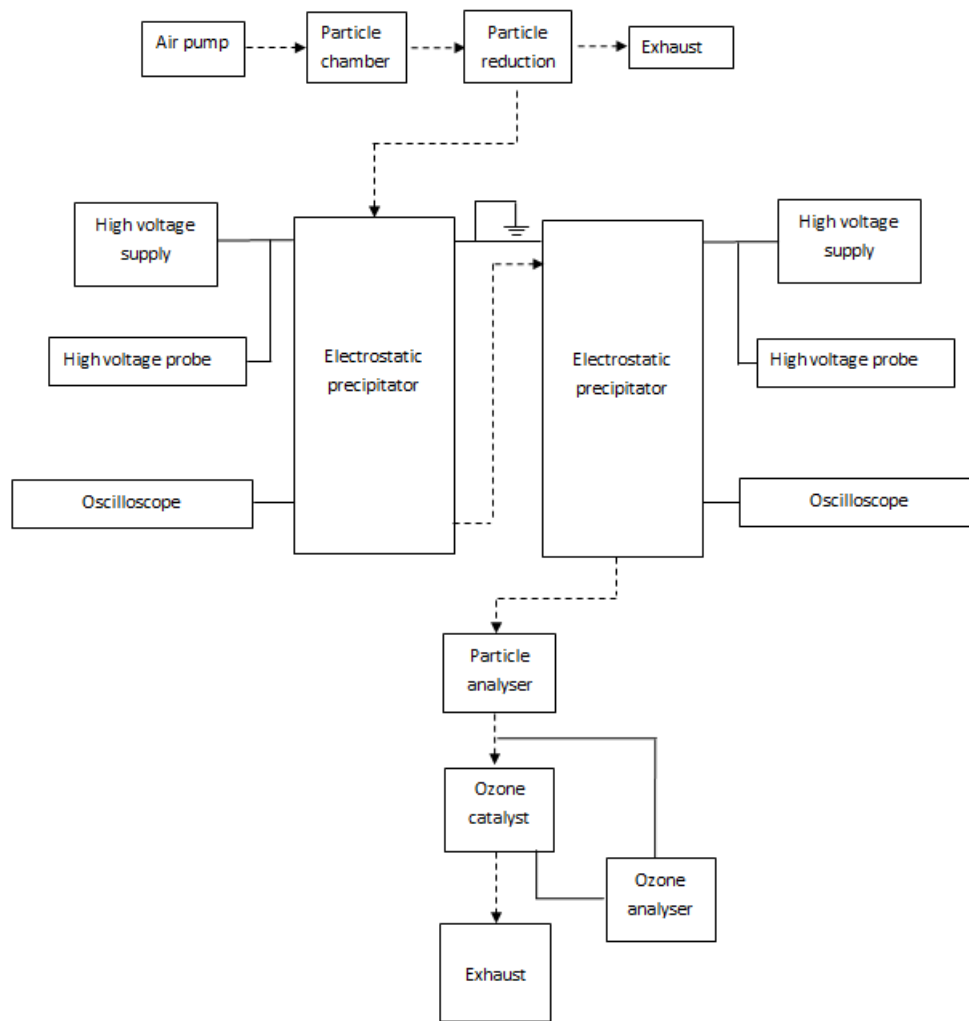 Air pump
Particle
chamber
Particle
reduction
Exhaust
High voltage
supply
High voltage
supply
High voltage probe
Electrostatic
precipitator
Electrostatic
precipitator
High voltage probe
Oscilloscope
Oscilloscope
Particle
analyser
Ozone
catalyst
Ozone
analyser
Exhaust